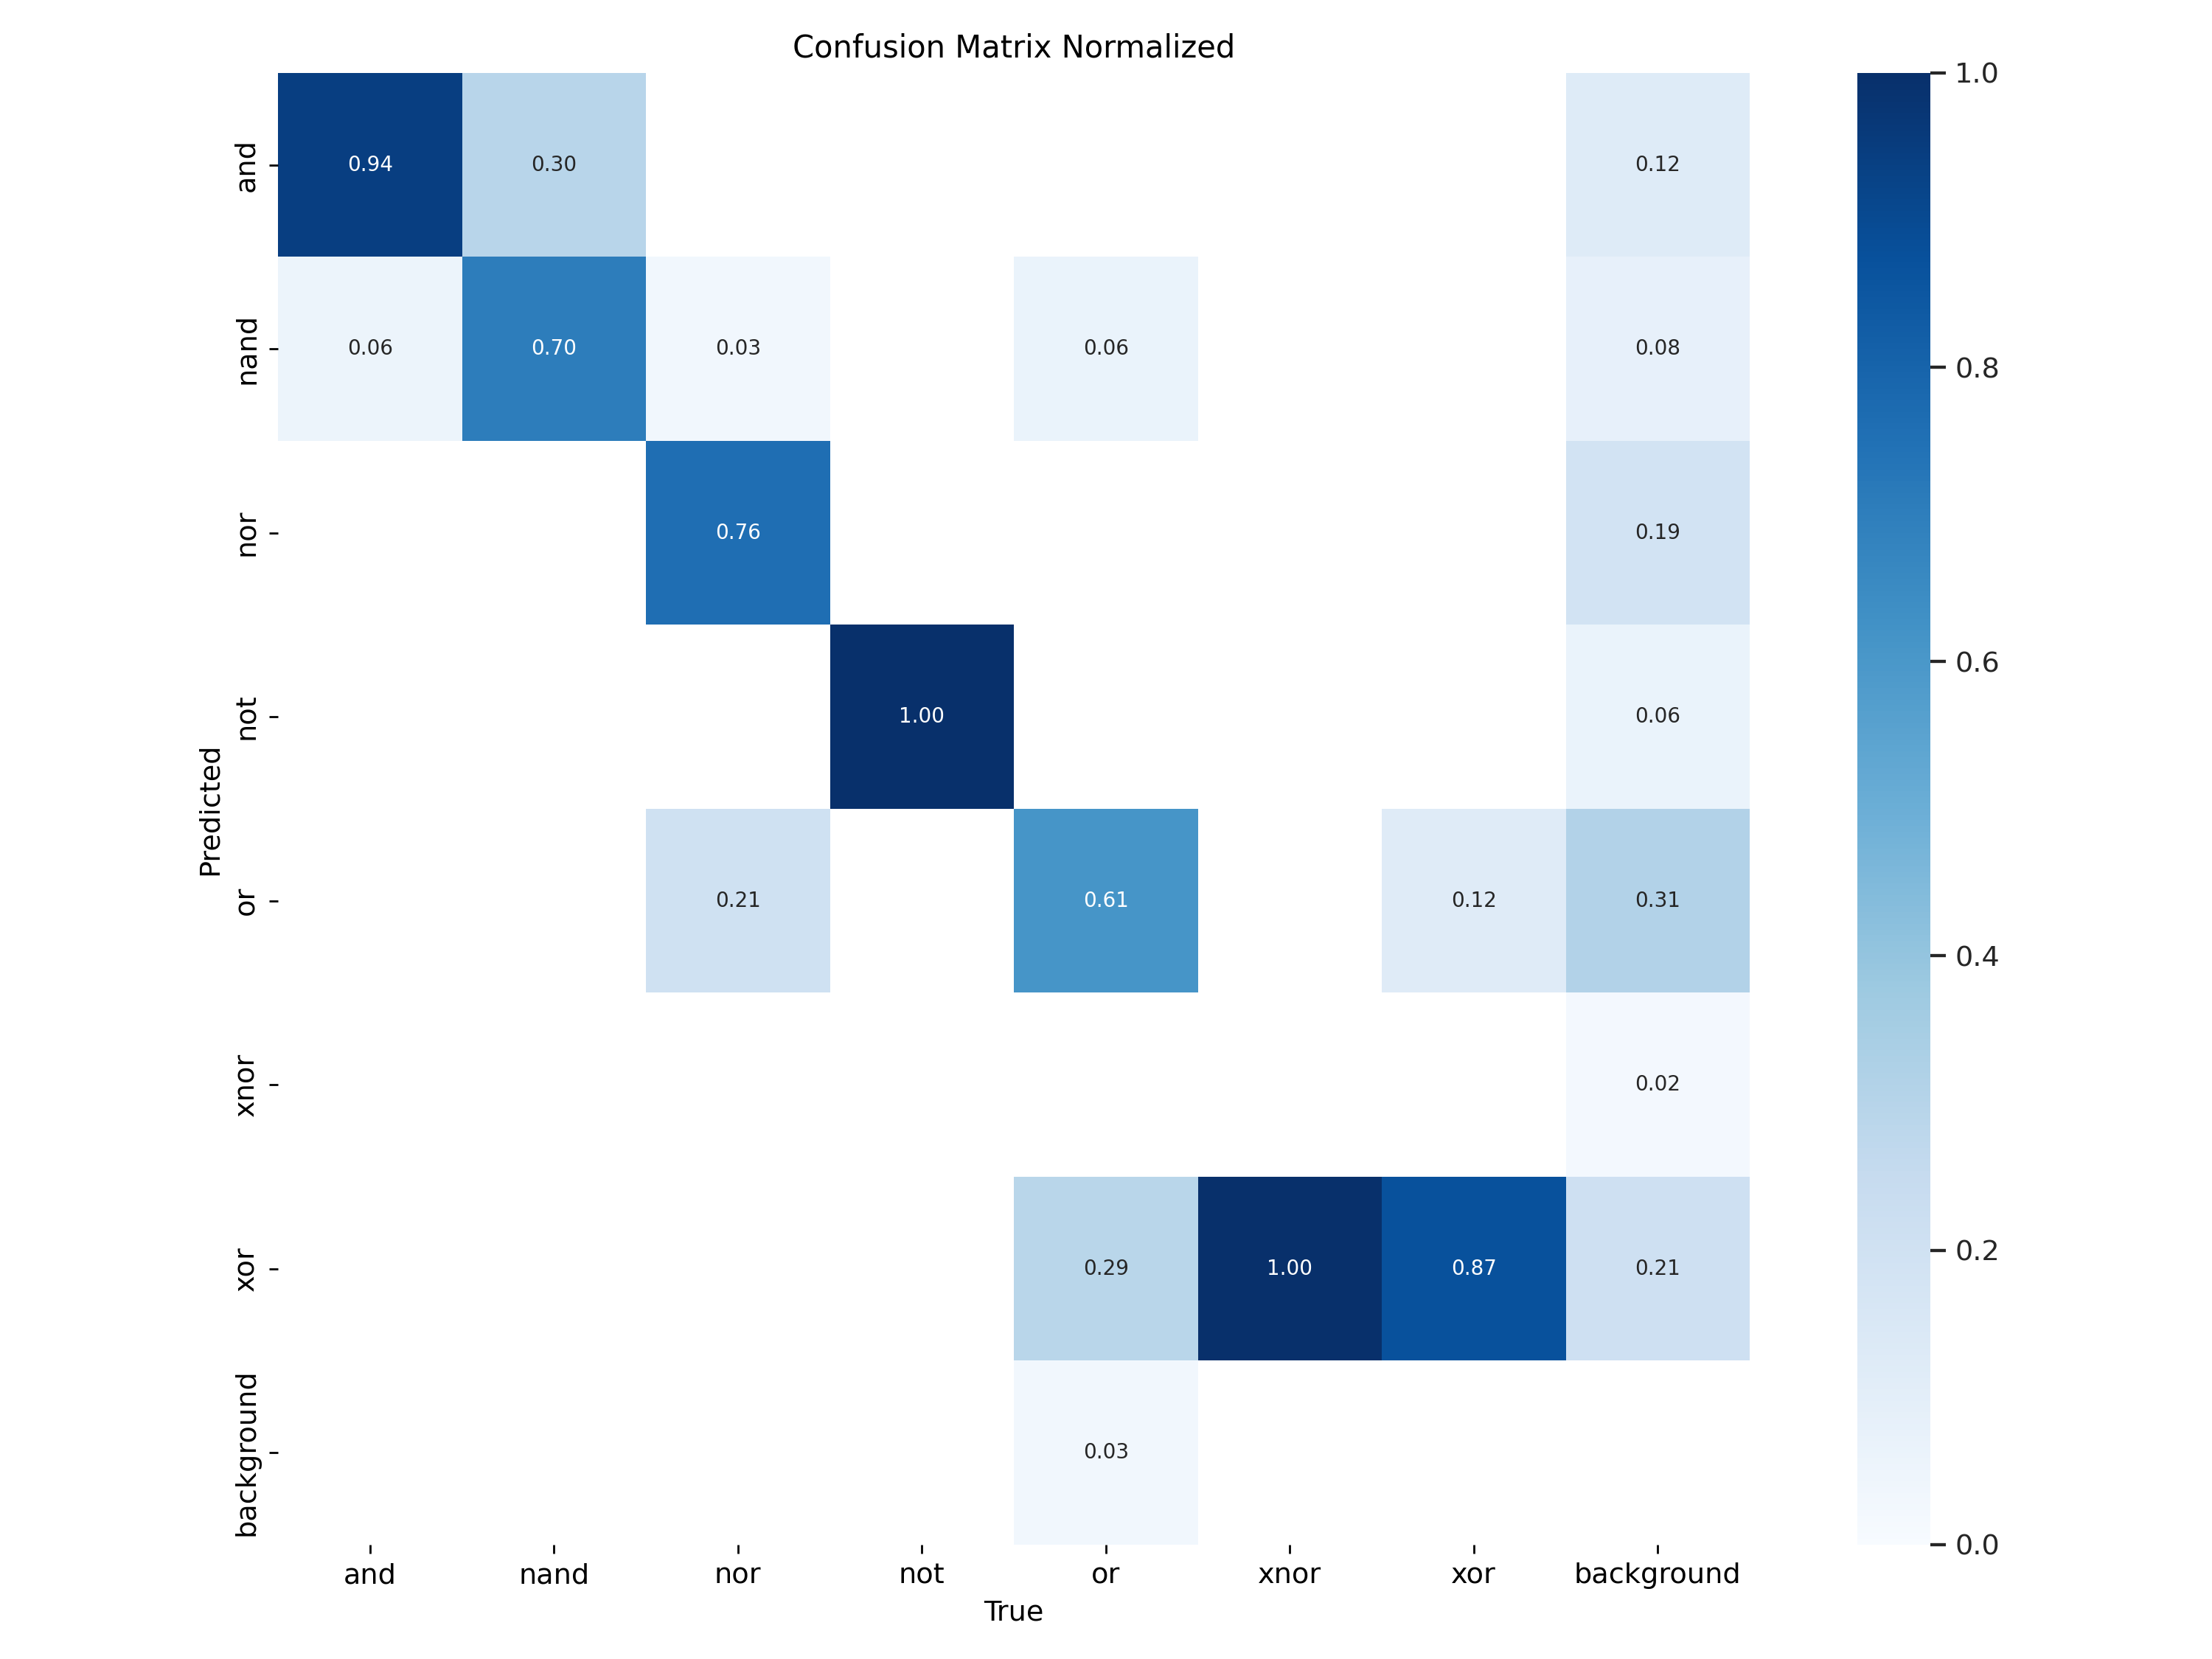 Confusion Matrix Normalized
1.0
and 0.94 0.30 0.12
nand 0.06 0.70 0.03 0.06 0.08
0.8
nor 0.76 0.19
0.6
not 1.00 0.06
Predicted
or 0.21 0.61 0.12 0.31
0.4
xnor 0.02
0.2
xor 0.29 1.00 0.87 0.21
background 0.03
0.0
and nand nor not or xnor xor background
True